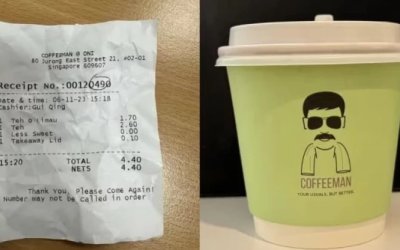 COFFEEMAN @ ONI
80 Jurong East Street 21, #02-01
Singapore 609607
Receipt No.:00120490
Date & time: 06-11-23 15:18
Cashier:Gui Qing
1 Teh O Limau 1.70
1 Teh 2.60
1 Less Sweet 0.00
1 Takeaway Lid 0.10
15:20 TOTAL 4.40
NETS 4.40
Thank You, Please Come Again!
Number may not be called in order
COFFEEMAN
YOUR USUALS, BUT BETTER.